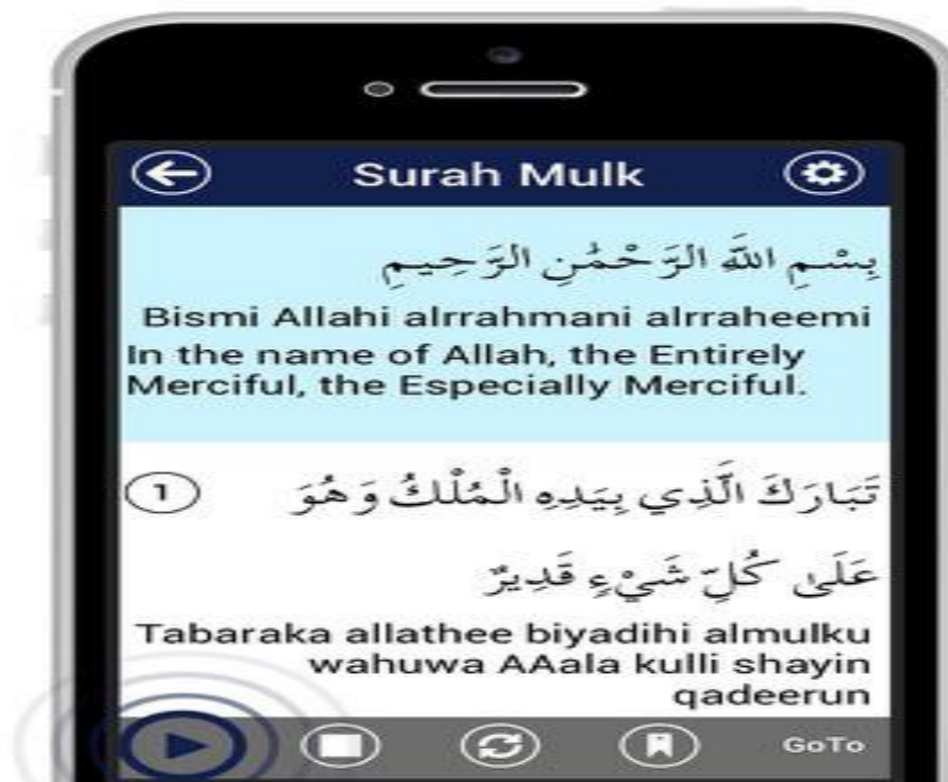 Surah Mulk
بِسْمِ اللَّهِ الرَّحْمَٰنِ الرَّحِيمِ
Bismi Allahi alrrahmani alrraheemi
In the name of Allah, the Entirely
Merciful, the Especially Merciful.
1 تَبَارَكَ الَّذِي بِيَدِهِ الْمُلْكُ وَهُوَ
عَلَىٰ كُلِّ شَيْءٍ قَدِيرٌ
Tabaraka allathee biyadihi almulku
wahuwa AAala kulli shayin
qadeerun
GoTo